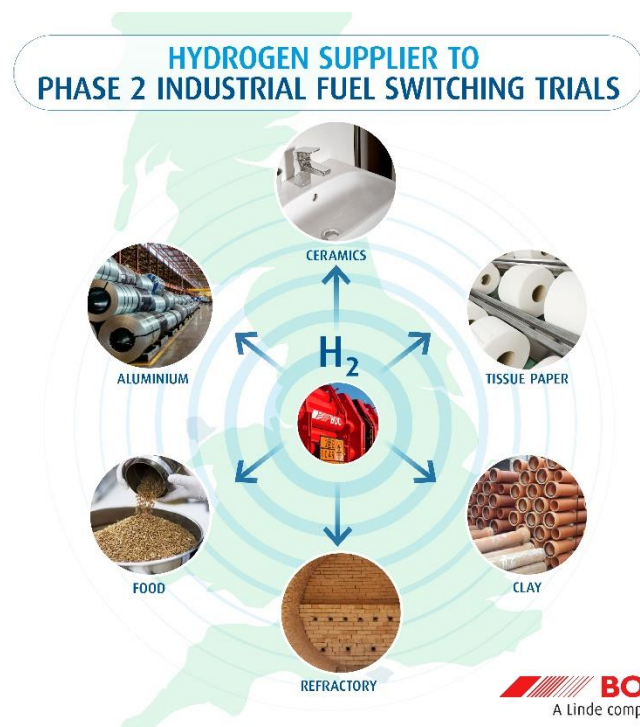 HYDROGEN SUPPLIER TO
PHASE 2 INDUSTRIAL FUEL SWITCHING TRIALS
CERAMICS
ALUMINIUM
H2
TISSUE PAPER
BOC
FOOD
CLAY
REFRACTORY
BO
A Linde comp